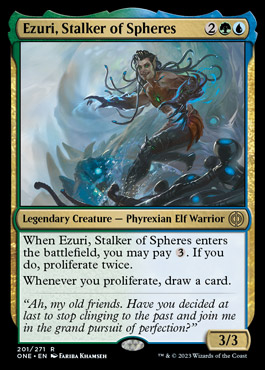 Ezuri, Stalker of Spheres 2
Legendary Creature — Phyrexian Elf Warrior
When Ezuri, Stalker of Spheres enters
the battlefield, you may pay 3. If you
do, proliferate twice.
Whenever you proliferate, draw a card.
“Ah, my old friends. Have you decided at
last to stop clinging to the past and join me
in the grand pursuit of perfection?”
3/3
201/271 R
ONE • EN FARIBA KHAMSEH
™ & © 2023 Wizards of the Coast